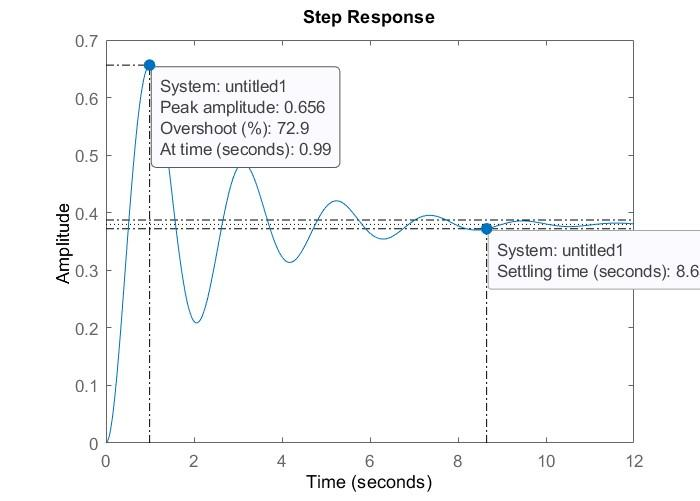 Step Response
0.7
0.6
0.5
0.4
0.3
0.2
0.1
0
Amplitude
System: untitled1
Peak amplitude: 0.656
Overshoot (%): 72.9
At time (seconds): 0.99
System: untitled1
Settling time (seconds): 8.6
0 2 4 6 8 10 12
Time (seconds)